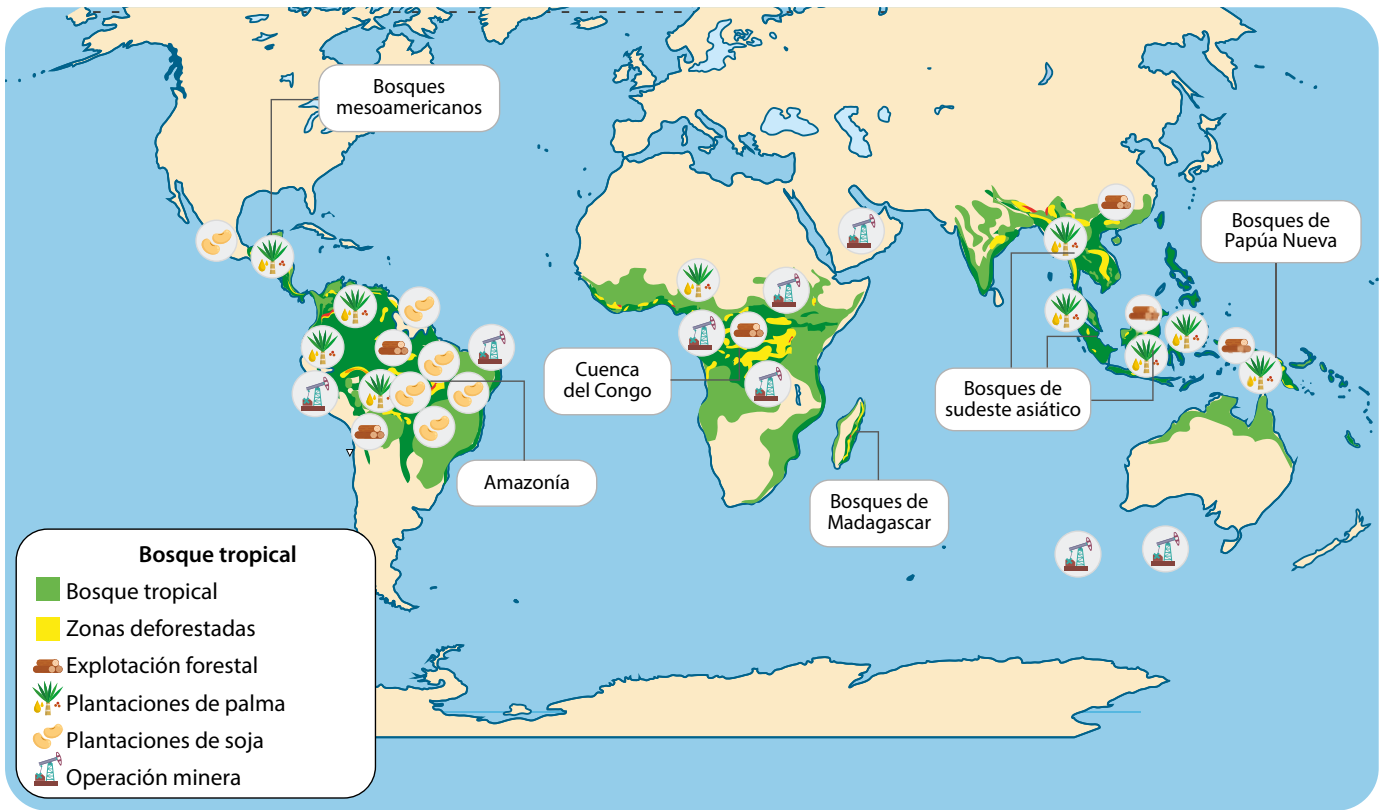 Bosques
mesoamericanos
Bosques de
Papúa Nueva
Cuenca
del Congo
Bosques de
sudeste asiático
Amazonía
Bosques de
Madagascar
Bosque tropical
Bosque tropical
Zonas deforestadas
Explotación forestal
Plantaciones de palma
Plantaciones de soja
Operación minera